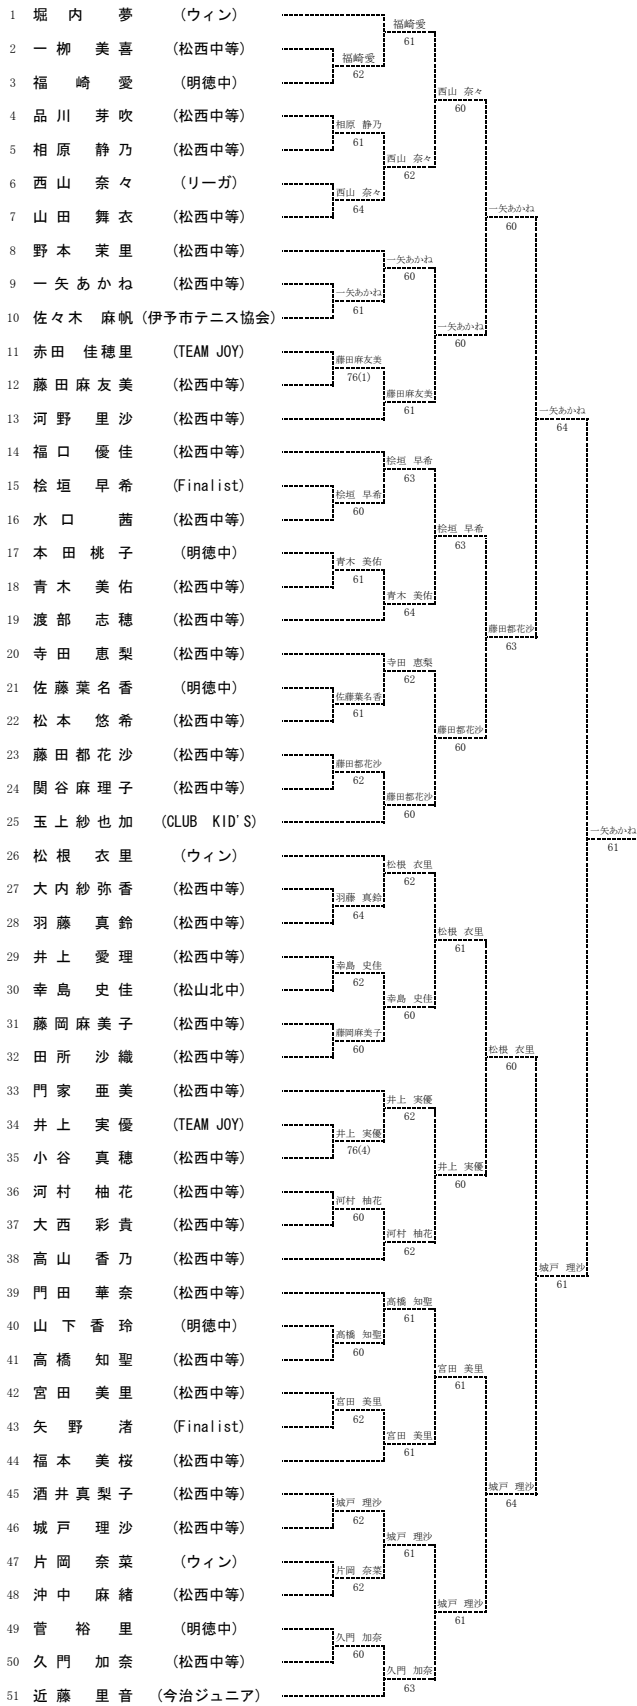 1 堀内 夢 (ウィン)
2 一柳 美喜 (松西中等)
3 福崎 愛 (明徳中)
4 品川 芽吹 (松西中等)
5 相原 静乃 (松西中等)
6 西山 奈々 (リーガ)
7 山田 舞衣 (松西中等)
8 野本 茉里 (松西中等)
9 一矢あかね (松西中等)
10 佐々木 麻帆 (伊予市テニス協会)
11 赤田 佳穂里 (TEAM JOY)
12 藤田麻友美 (松西中等)
13 河野 里沙 (松西中等)
14 福口 優佳 (松西中等)
15 桧垣 早希 (Finalist)
16 水口 茜 (松西中等)
17 本田桃子 (明徳中)
18 青木 美佑 (松西中等)
19 渡部 志穂 (松西中等)
20 寺田 恵梨 (松西中等)
21 佐藤葉名香 (明徳中)
22 松本 悠希 (松西中等)
23 藤田都花沙 (松西中等)
24 関谷麻理子 (松西中等)
25 玉上紗也加 (CLUB KID'S)
26 松根 衣里 (ウィン)
27 大内紗弥香 (松西中等)
28 羽藤 真鈴 (松西中等)
29 井上 愛理 (松西中等)
30 幸島 史佳 (松山北中)
31 藤岡麻美子 (松西中等)
32 田所 沙織 (松西中等)
33 門家 亜美 (松西中等)
34 井上 実優 (TEAM JOY)
35 小谷 真穂 (松西中等)
36 河村 柚花 (松西中等)
37 大西 彩貴 (松西中等)
38 高山 香乃 (松西中等)
39 門田 華奈 (松西中等)
40 山下香玲 (明徳中)
41 高橋 知聖 (松西中等)
42 宮田 美里 (松西中等)
43 矢野 渚 (Finalist)
44 福本 美桜 (松西中等)
45 酒井真梨子 (松西中等)
46 城戸 理沙 (松西中等)
47 片岡 奈菜 (ウィン)
48 沖中 麻緒 (松西中等)
49 菅 裕里 (明徳中)
50 久門 加奈 (松西中等)
51 近藤 里音 (今治ジュニア)
福崎愛
62
相原 静乃
61
西山 奈々
64
一矢あかね
61
藤田麻友美
76(1)
桧垣 早希
60
青木 美佑
61
佐藤葉名香
61
藤田都花沙
62
羽藤 真鈴
64
幸島 史佳
62
藤岡麻美子
60
井上 実優
76(4)
河村 柚花
60
高橋 知聖
60
宮田 美里
62
城戸 理沙
62
片岡 奈菜
62
久門 加奈
60
福崎愛
61
西山 奈々
62
一矢あかね
60
藤田麻友美
61
桧垣 早希
63
青木 美佑
64
寺田 恵梨
62
藤田都花沙
60
松根 衣里
62
幸島 史佳
60
井上 実優
62
河村 柚花
62
高橋 知聖
61
宮田 美里
61
城戸 理沙
61
久門 加奈
63
西山 奈々
60
一矢あかね
60
桧垣 早希
63
藤田都花沙
60
松根 衣里
61
井上 実優
60
宮田 美里
61
城戸 理沙
61
一矢あかね
60
藤田都花沙
63
松根 衣里
60
城戸 理沙
64
一矢あかね
64
城戸 理沙
61
一矢あかね
61